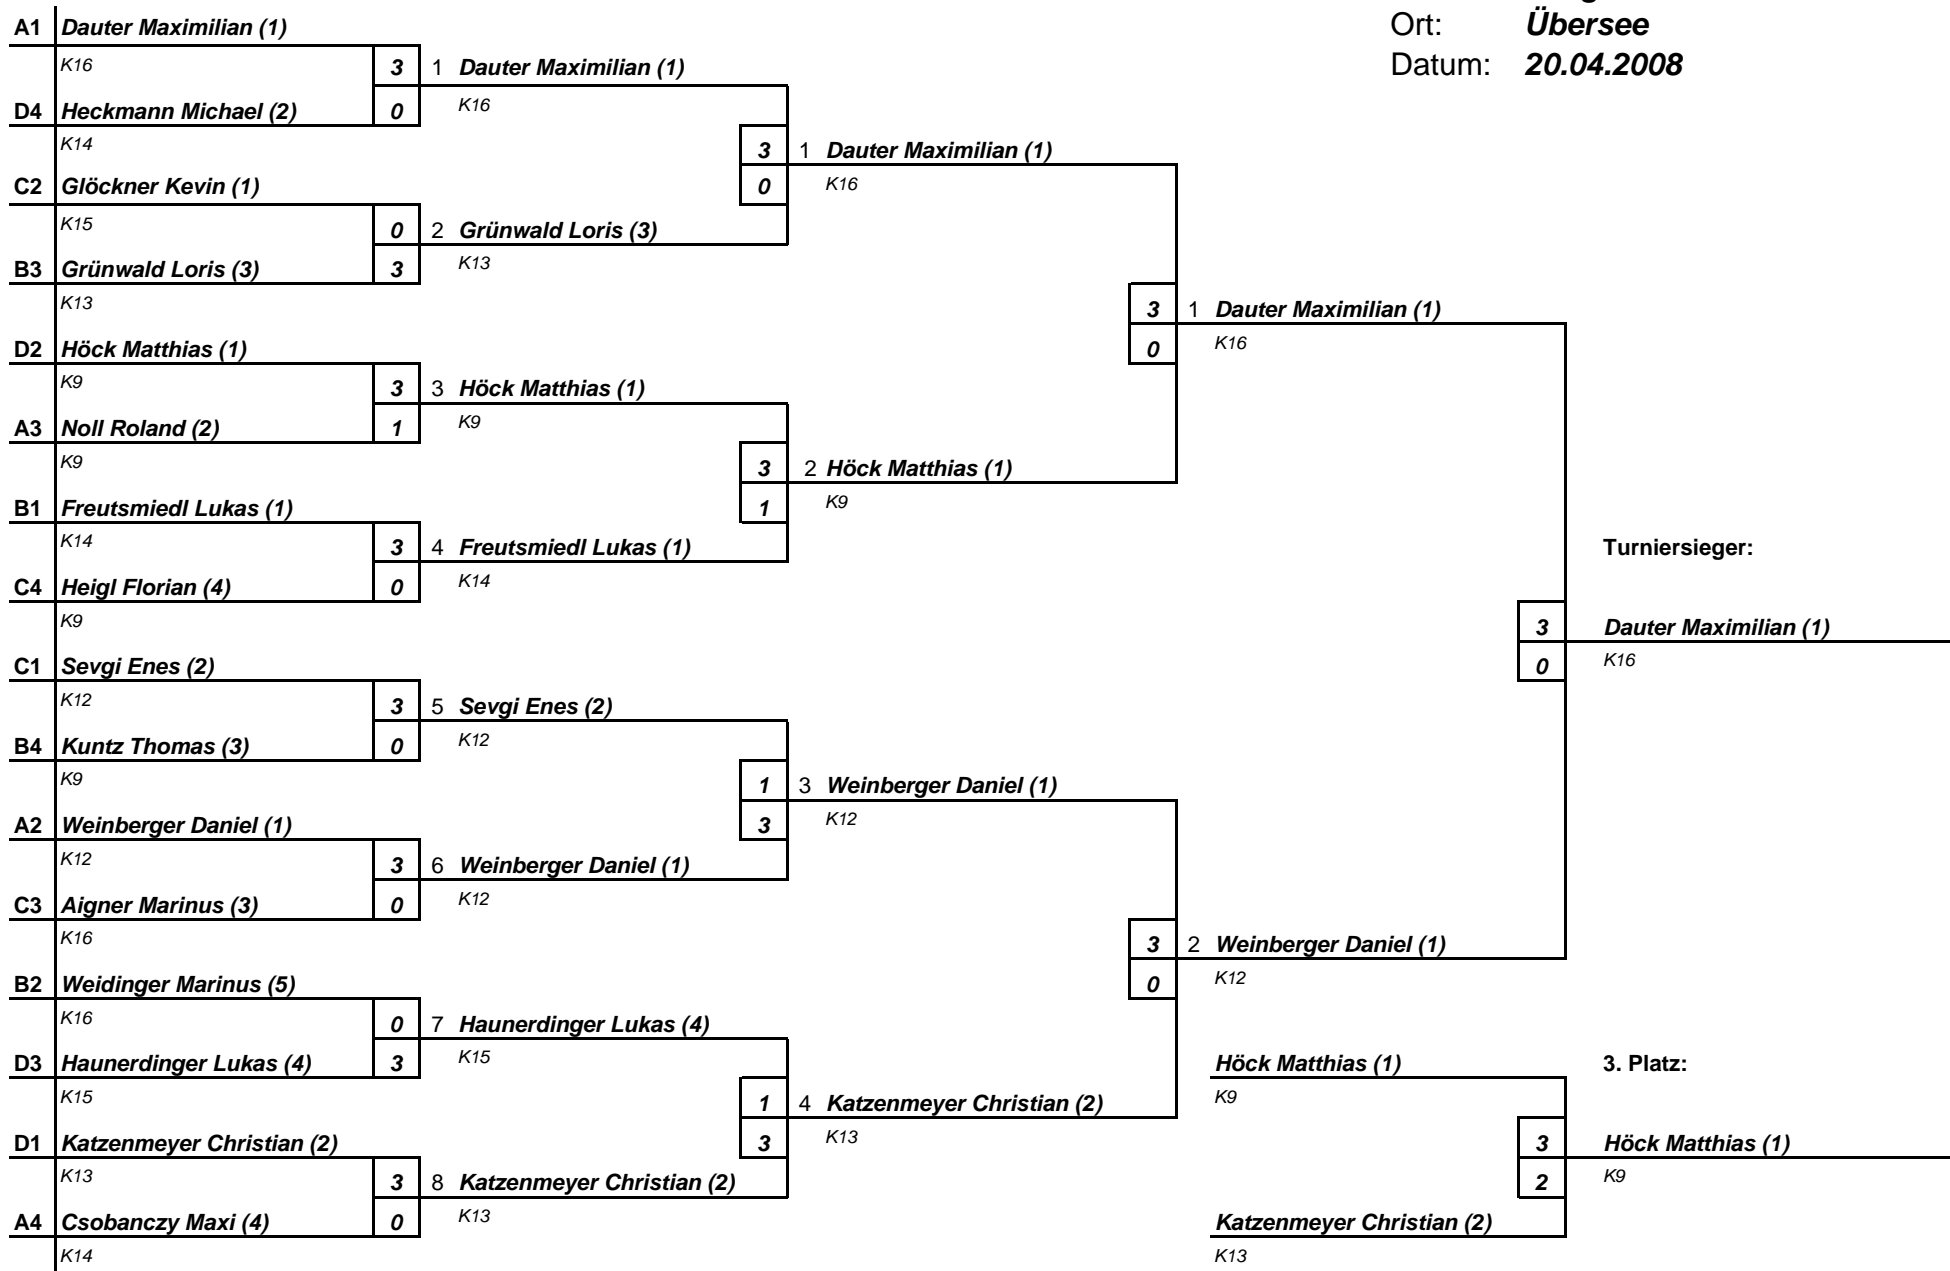 A1 Dauter Maximilian (1)
Ort: Übersee
K16 3 1 Dauter Maximilian (1)
Datum: 20.04.2008
D4 Heckmann Michael (2) 0 K16
K14 3 1 Dauter Maximilian (1)
C2 Glöckner Kevin (1) 0 K16
K15 0 2 Grünwald Loris (3)
B3 Grünwald Loris (3) 3 K13
K13 3 1 Dauter Maximilian (1)
D2 Höck Matthias (1) 0 K16
K9 3 3 Höck Matthias (1)
A3 Noll Roland (2) 1 K9
K9 3 2 Höck Matthias (1)
B1 Freutsmiedl Lukas (1) 1 K9
K14 3 4 Freutsmiedl Lukas (1) Turniersieger:
C4 Heigl Florian (4) 0 K14
K9 3 Dauter Maximilian (1)
C1 Sevgi Enes (2) 0 K16
K12 3 5 Sevgi Enes (2)
B4 Kuntz Thomas (3) 0 K12
K9 1 3 Weinberger Daniel (1)
A2 Weinberger Daniel (1) 3 K12
K12 3 6 Weinberger Daniel (1)
C3 Aigner Marinus (3) 0 K12
K16 3 2 Weinberger Daniel (1)
B2 Weidinger Marinus (5) 0 K12
K16 0 7 Haunerdinger Lukas (4)
D3 Haunerdinger Lukas (4) 3 K15 Höck Matthias (1) 3. Platz:
K15 1 4 Katzenmeyer Christian (2) K9
D1 Katzenmeyer Christian (2) 3 K13 3 Höck Matthias (1)
K13 3 8 Katzenmeyer Christian (2) 2 K9
A4 Csobanczy Maxi (4) 0 K13 Katzenmeyer Christian (2)
K14 K13